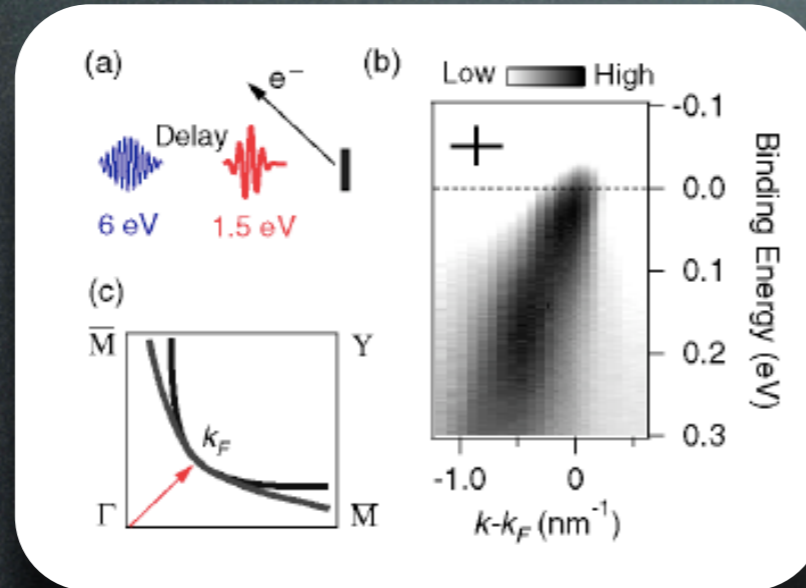 (a)
e⁻
Delay
6 eV
1.5 eV
(b)
Low High
-0.1
0.0
0.1
0.2
0.3
Binding Energy (eV)
-1.0 0
k-k_F (nm⁻¹)
(c)
M̅ Y
k_F
Γ M̅